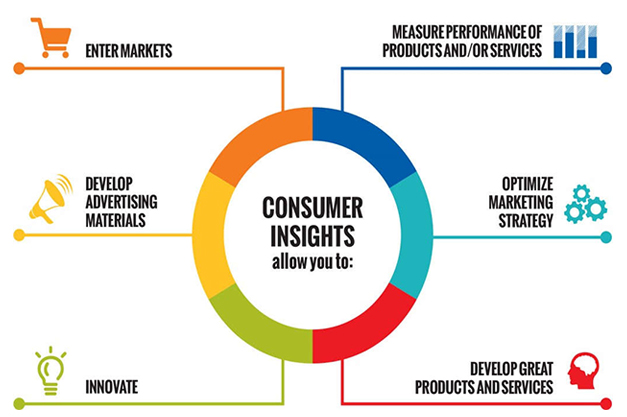 ENTER MARKETS
MEASURE PERFORMANCE OF
PRODUCTS AND/OR SERVICES
DEVELOP
ADVERTISING
MATERIALS
CONSUMER
INSIGHTS
allow you to:
OPTIMIZE
MARKETING
STRATEGY
INNOVATE
DEVELOP GREAT
PRODUCTS AND SERVICES